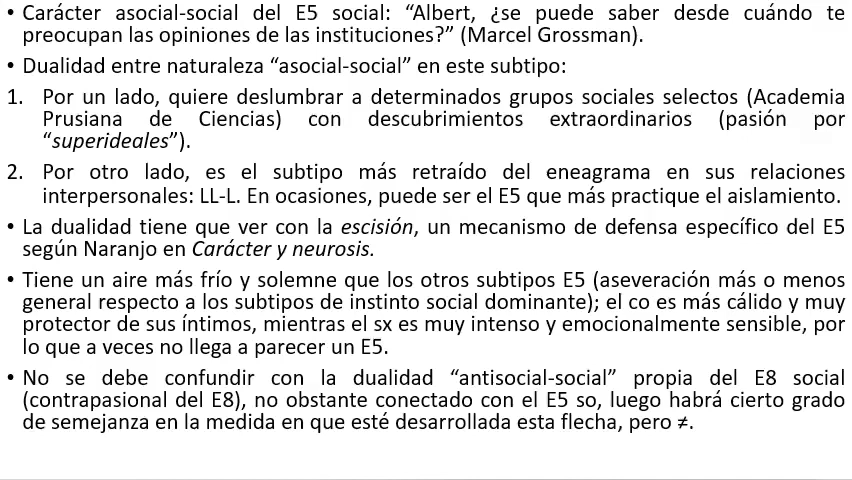 • Carácter asocial-social del E5 social: “Albert, ¿se puede saber desde cuándo te
preocupan las opiniones de las instituciones?” (Marcel Grossman).
• Dualidad entre naturaleza “asocial-social” en este subtipo:
1. Por un lado, quiere deslumbrar a determinados grupos sociales selectos (Academia
Prusiana de Ciencias) con descubrimientos extraordinarios (pasión por
“superideales”).
2. Por otro lado, es el subtipo más retraído del eneagrama en sus relaciones
interpersonales: LL-L. En ocasiones, puede ser el E5 que más practique el aislamiento.
• La dualidad tiene que ver con la escisión, un mecanismo de defensa específico del E5
según Naranjo en Carácter y neurosis.
• Tiene un aire más frío y solemne que los otros subtipos E5 (aseveración más o menos
general respecto a los subtipos de instinto social dominante); el co es más cálido y muy
protector de sus íntimos, mientras el sx es muy intenso y emocionalmente sensible, por
lo que a veces no llega a parecer un E5.
• No se debe confundir con la dualidad “antisocial-social” propia del E8 social
(contrapasional del E8), no obstante conectado con el E5 so, luego habrá cierto grado
de semejanza en la medida en que esté desarrollada esta flecha, pero ≠.